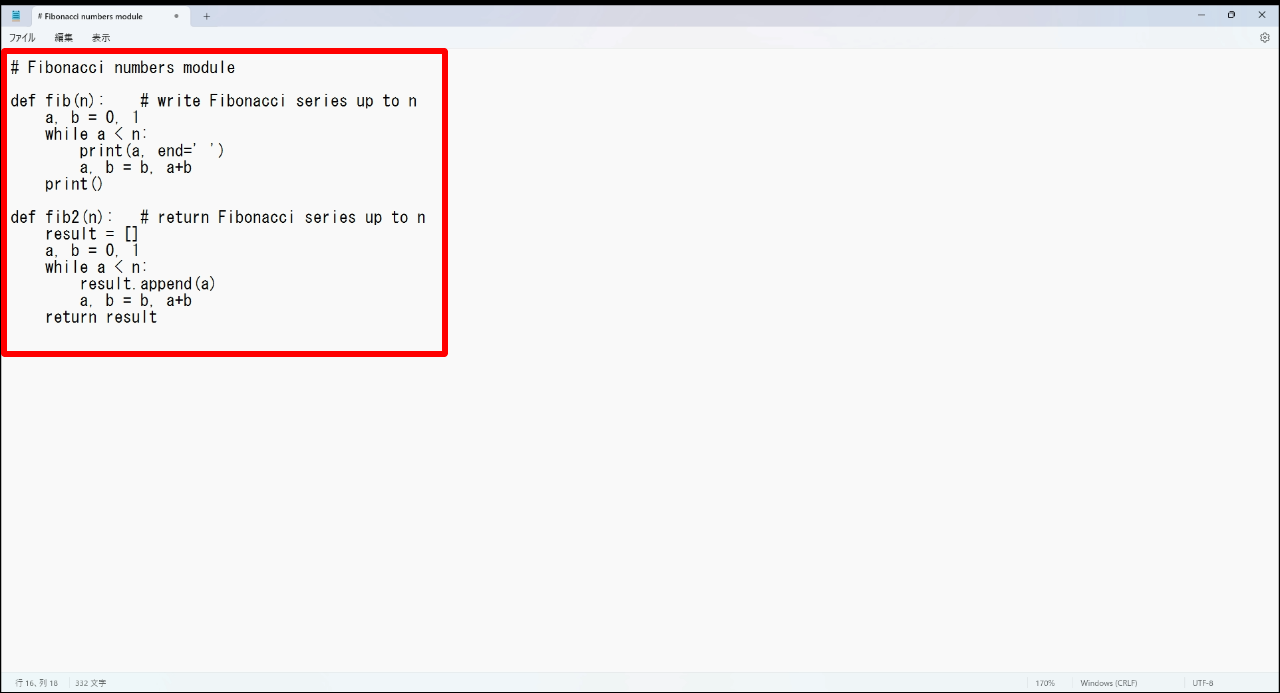 # Fibonacci numbers module
ファイル 編集 表示
# Fibonacci numbers module

def fib(n):    # write Fibonacci series up to n
    a, b = 0, 1
    while a < n:
        print(a, end=' ')
        a, b = b, a+b
    print()

def fib2(n):   # return Fibonacci series up to n
    result = []
    a, b = 0, 1
    while a < n:
        result.append(a)
        a, b = b, a+b
    return result
行 16, 列 18 332 文字 170% Windows (CRLF) UTF-8